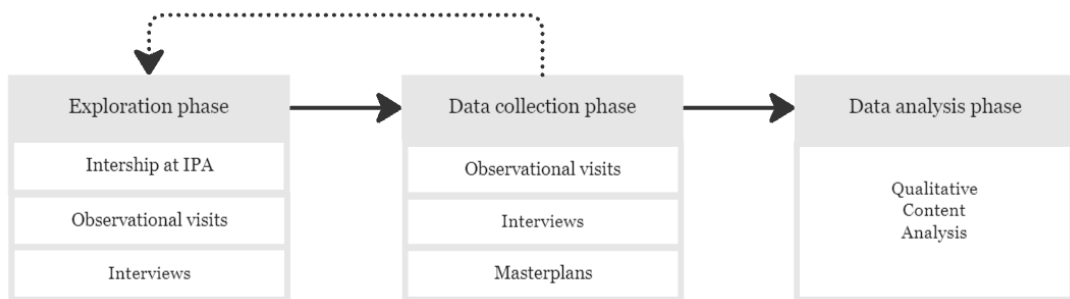 Exploration phase
Intership at IPA
Observational visits
Interviews
Data collection phase
Observational visits
Interviews
Masterplans
Data analysis phase
Qualitative
Content
Analysis